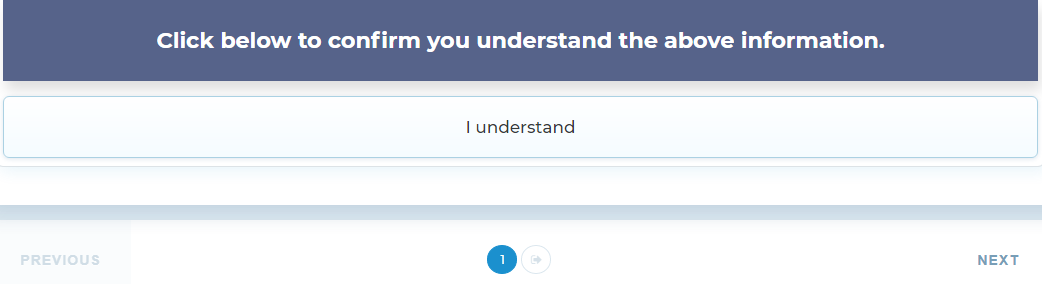 Click below to confirm you understand the above information.
I understand
PREVIOUS
1
NEXT